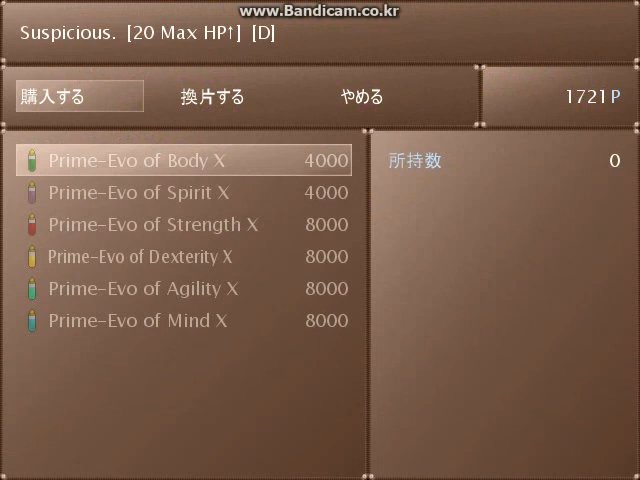 www.Bandicam.co.kr
Suspicious. [20 Max HP↑] [D]
購入する 換片する やめる 1721P
Prime-Evo of Body X 4000 所持数 0
Prime-Evo of Spirit X 4000
Prime-Evo of Strength X 8000
Prime-Evo of Dexterity X 8000
Prime-Evo of Agility X 8000
Prime-Evo of Mind X 8000